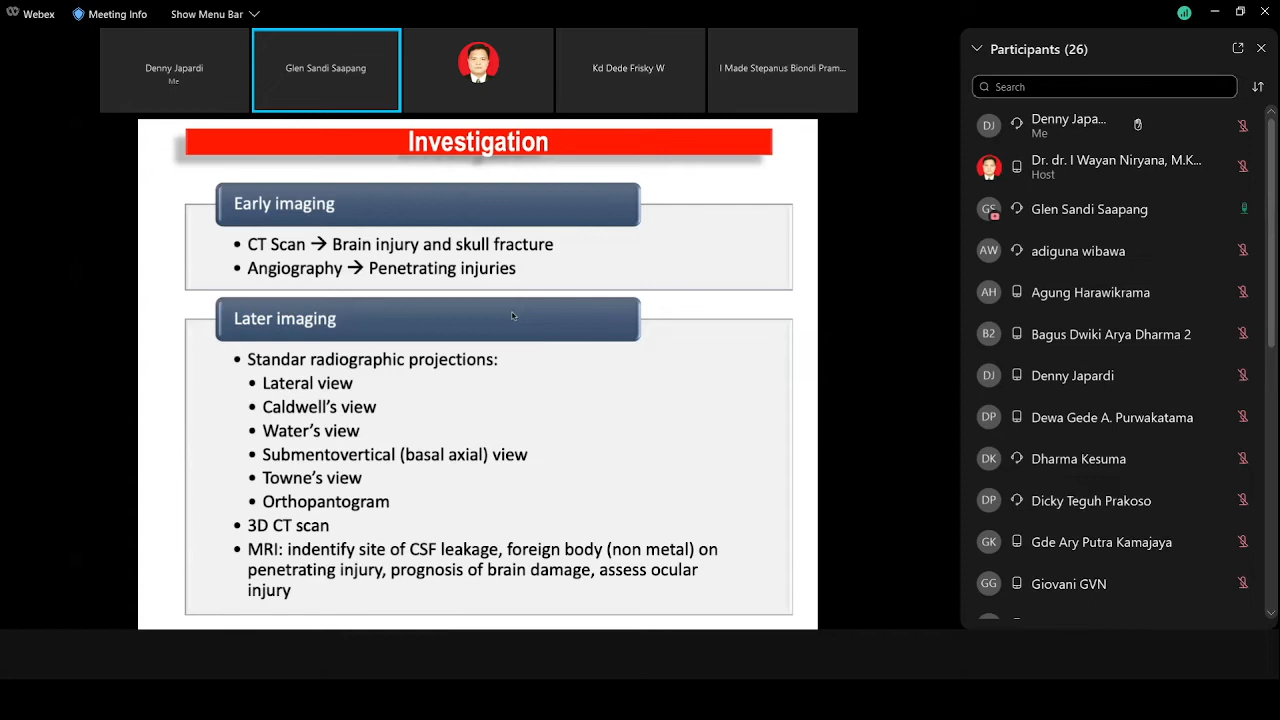 Webex
Meeting Info
Show Menu Bar
Denny Japardi
Me
Glen Sandi Saapang
Kd Dede Frisky W
I Made Stepanus Biondi Pram...
Investigation
Early imaging
• CT Scan → Brain injury and skull fracture
• Angiography → Penetrating injuries
Later imaging
• Standar radiographic projections:
• Lateral view
• Caldwell's view
• Water's view
• Submentovertical (basal axial) view
• Towne's view
• Orthopantogram
• 3D CT scan
• MRI: indentify site of CSF leakage, foreign body (non metal) on
penetrating injury, prognosis of brain damage, assess ocular
injury
Participants (26)
Search
DJ Denny Japa...
Me
Dr. dr. I Wayan Niryana, M.K...
Host
GS Glen Sandi Saapang
AW adiguna wibawa
AH Agung Harawikrama
B2 Bagus Dwiki Arya Dharma 2
DJ Denny Japardi
DP Dewa Gede A. Purwakatama
DK Dharma Kesuma
DP Dicky Teguh Prakoso
GK Gde Ary Putra Kamajaya
GG Giovani GVN